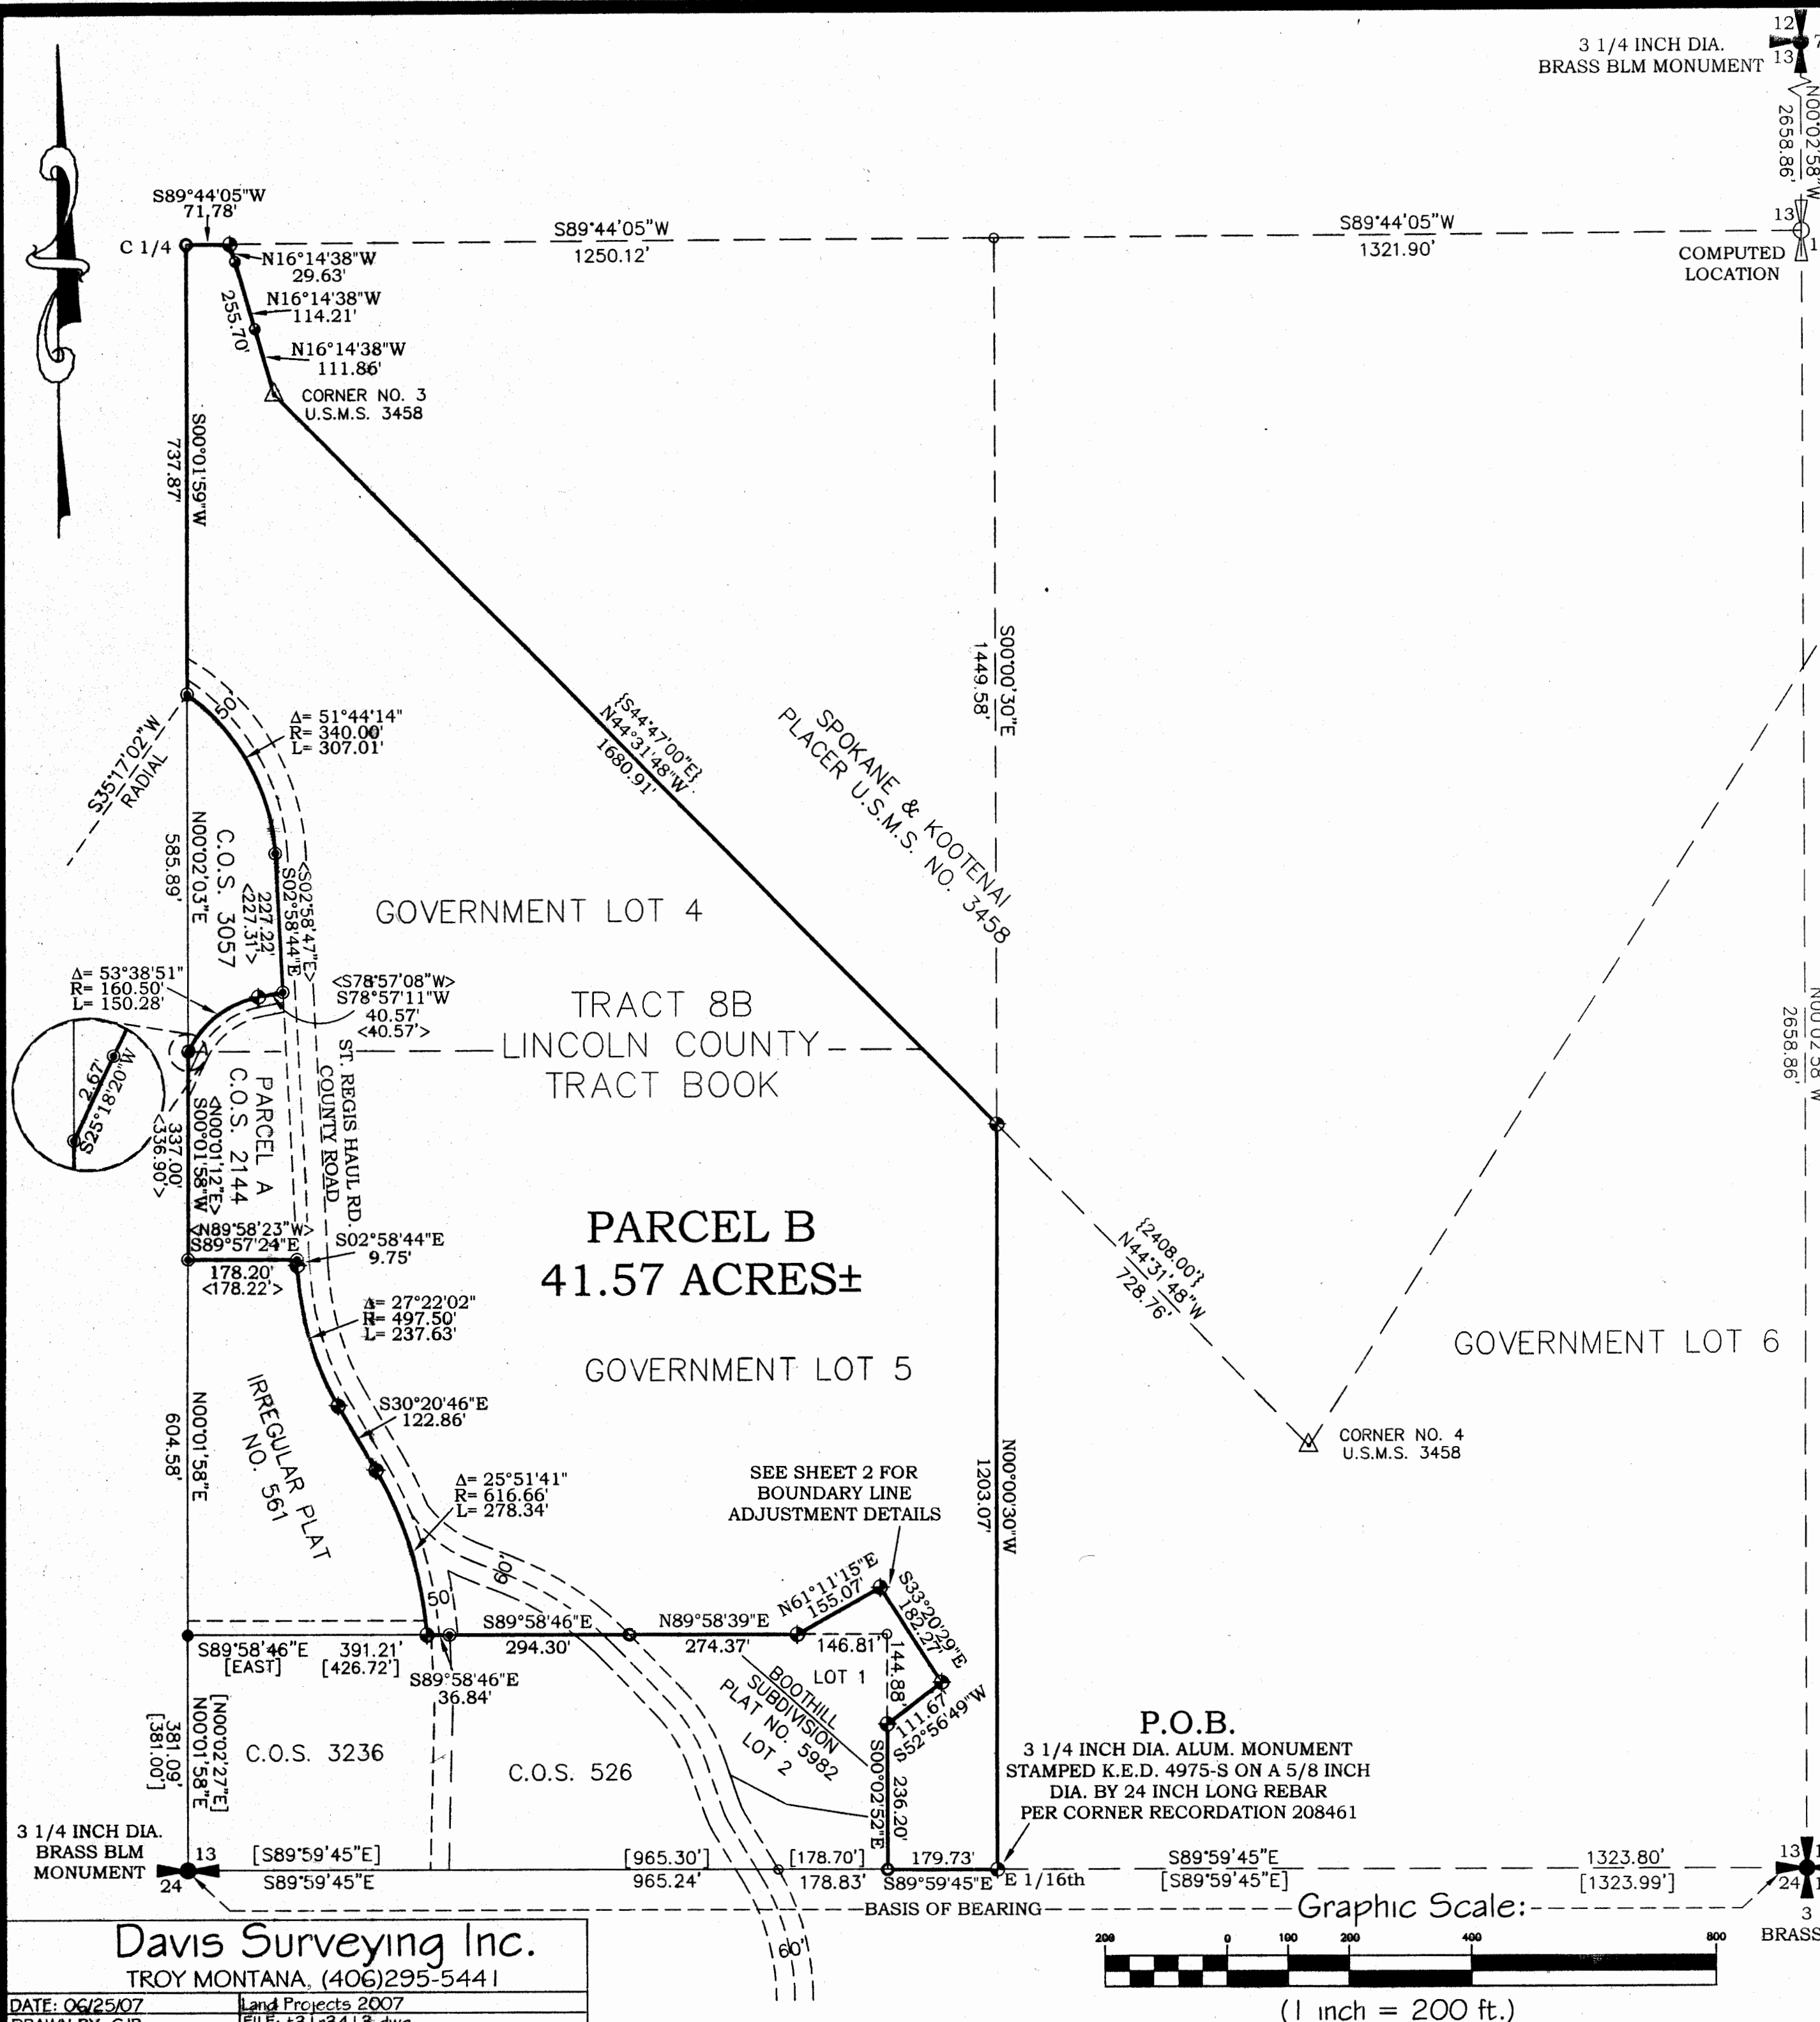 3 1/4 INCH DIA.
BRASS BLM MONUMENT
12
13
7
N00°02'58"W
2658.86'
S89°44'05"W
71.78'
C 1/4
S89°44'05"W
1250.12'
S89°44'05"W
1321.90'
13
COMPUTED
LOCATION
N16°14'38"W
29.63'
N16°14'38"W
114.21'
255.70'
N16°14'38"W
111.86'
CORNER NO. 3
U.S.M.S. 3458
S00°01'59"W
737.87'
S00°00'30"E
1449.58'
{S44°47'00"E}
N44°31'48"W
1680.91'
SPOKANE & KOOTENAI
PLACER U.S.M.S. NO. 3458
50'
Δ= 51°44'14"
R= 340.00'
L= 307.01'
S35°17'02"W
RADIAL
N00°02'03"E
585.89'
C.O.S. 3057
<S02°58'47"E>
S02°58'44"E
227.22'
<227.31'>
GOVERNMENT LOT 4
Δ= 53°38'51"
R= 160.50'
L= 150.28'
<S78°57'08"W>
S78°57'11"W
40.57'
<40.57'>
TRACT 8B
LINCOLN COUNTY
TRACT BOOK
N00°02'58"W
2658.86'
2.67'
S25°18'20"W
ST. REGIS HAUL RD.
COUNTY ROAD
PARCEL A
C.O.S. 2144
<N00°01'12"E>
S00°01'58"W
337.00'
<336.90'>
<N89°58'23"W>
S89°57'24"E
178.20'
<178.22'>
S02°58'44"E
9.75'
PARCEL B
41.57 ACRES±
{2408.00'}
N44°31'48"W
728.76'
Δ= 27°22'02"
R= 497.50'
L= 237.63'
GOVERNMENT LOT 5
GOVERNMENT LOT 6
N00°01'58"E
604.58'
IRREGULAR PLAT
NO. 561
S30°20'46"E
122.86'
CORNER NO. 4
U.S.M.S. 3458
N00°00'30"W
1203.07'
SEE SHEET 2 FOR
BOUNDARY LINE
ADJUSTMENT DETAILS
Δ= 25°51'41"
R= 616.66'
L= 278.34'
60'
50'
N61°11'15"E
155.07'
S33°20'29"E
182.27'
S89°58'46"E
294.30'
N89°58'39"E
274.37'
146.81'
144.88'
S89°58'46"E
[EAST]
391.21'
[426.72']
S89°58'46"E
36.84'
LOT 1
BOOTHILL
SUBDIVISION
PLAT NO. 5982
LOT 2
111.67'
S52°56'49"W
[N00°02'27"E]
N00°01'58"E
381.09'
[381.00']
C.O.S. 3236
C.O.S. 526
S00°02'52"E
236.20'
P.O.B.
3 1/4 INCH DIA. ALUM. MONUMENT
STAMPED K.E.D. 4975-S ON A 5/8 INCH
DIA. BY 24 INCH LONG REBAR
PER CORNER RECORDATION 208461
3 1/4 INCH DIA.
BRASS BLM
MONUMENT
13
24
[S89°59'45"E]
S89°59'45"E
[965.30']
965.24'
[178.70']
178.83'
179.73'
S89°59'45"E
E 1/16th
S89°59'45"E
[S89°59'45"E]
1323.80'
[1323.99']
13
24
3
BRASS
BASIS OF BEARING
Graphic Scale:
200 0 100 200 400 800
(1 inch = 200 ft.)
60'
Davis Surveying Inc.
TROY MONTANA, (406)295-5441
DATE: 06/25/07
Land Projects 2007